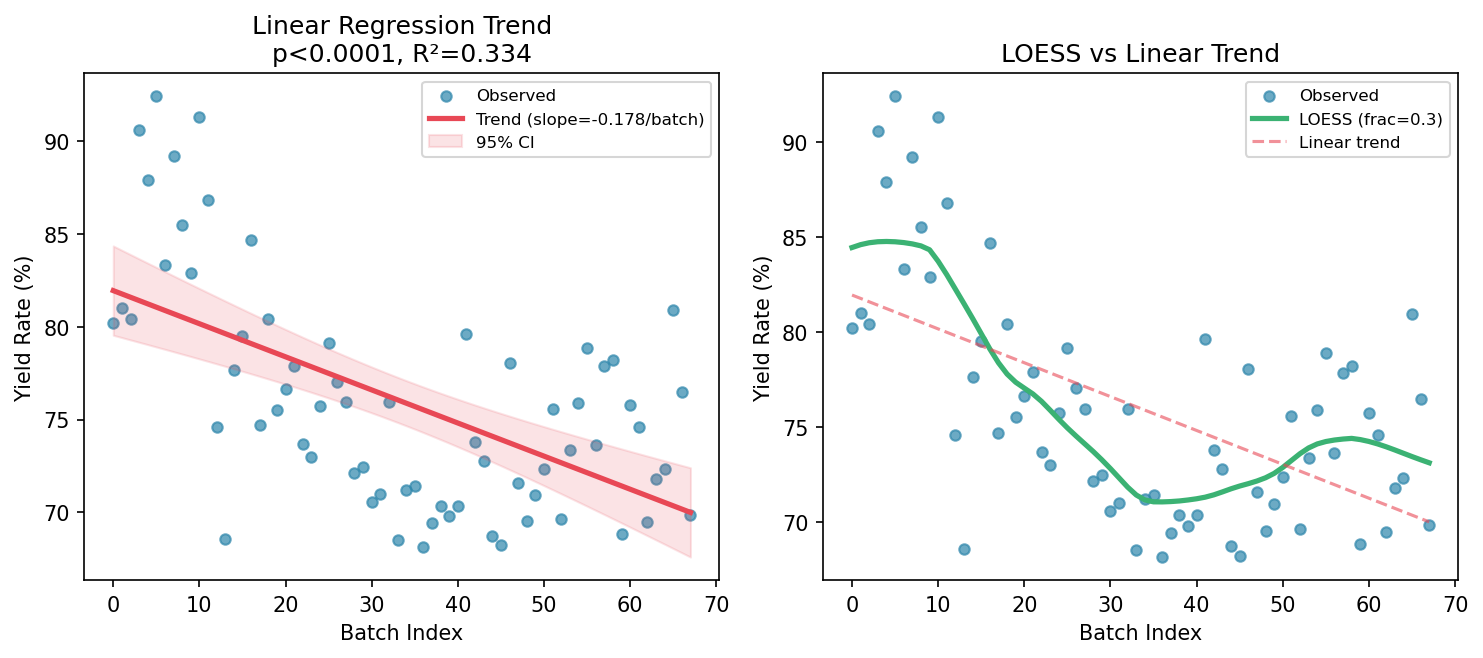 Linear Regression Trend
p<0.0001, R²=0.334
Observed
Trend (slope=-0.178/batch)
95% CI
Yield Rate (%)
90
85
80
75
70
0 10 20 30 40 50 60 70
Batch Index
LOESS vs Linear Trend
Observed
LOESS (frac=0.3)
Linear trend
Yield Rate (%)
90
85
80
75
70
0 10 20 30 40 50 60 70
Batch Index